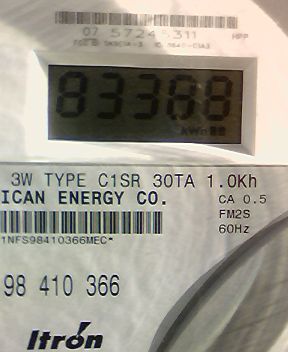 07 57245311 HPP
83388
kWh
3W TYPE C1SR 30TA 1.0Kh
ICAN ENERGY CO.
CA 0.5
FM2S
60Hz
1NFS98410366MEC*
98 410 366
Itron